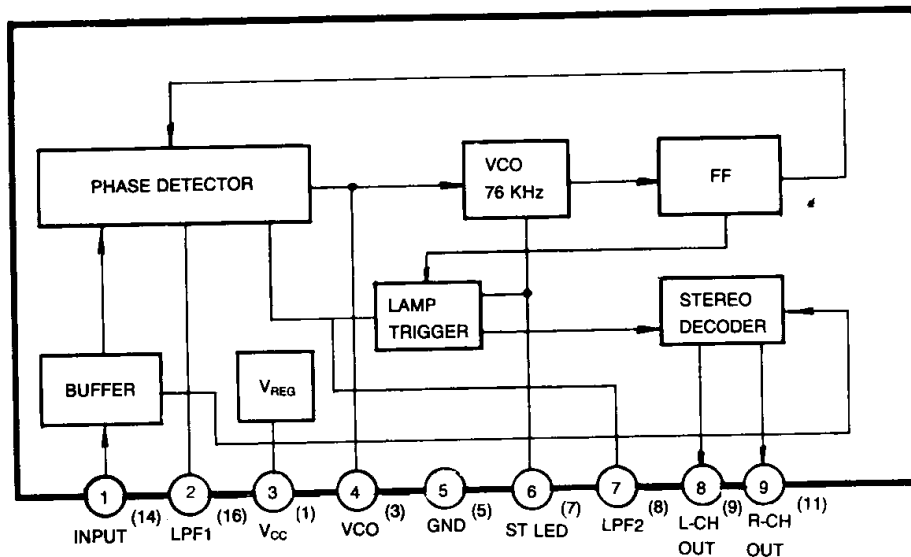 PHASE DETECTOR
VCO
76 KHz
FF
LAMP
TRIGGER
STEREO
DECODER
BUFFER
VREG
1 2 3 4 5 6 7 8 9
(14) (16) (1) (3) (5) (7) (8) (9) (11)
INPUT LPF1 VCC VCO GND ST LED LPF2 L-CH R-CH
OUT OUT